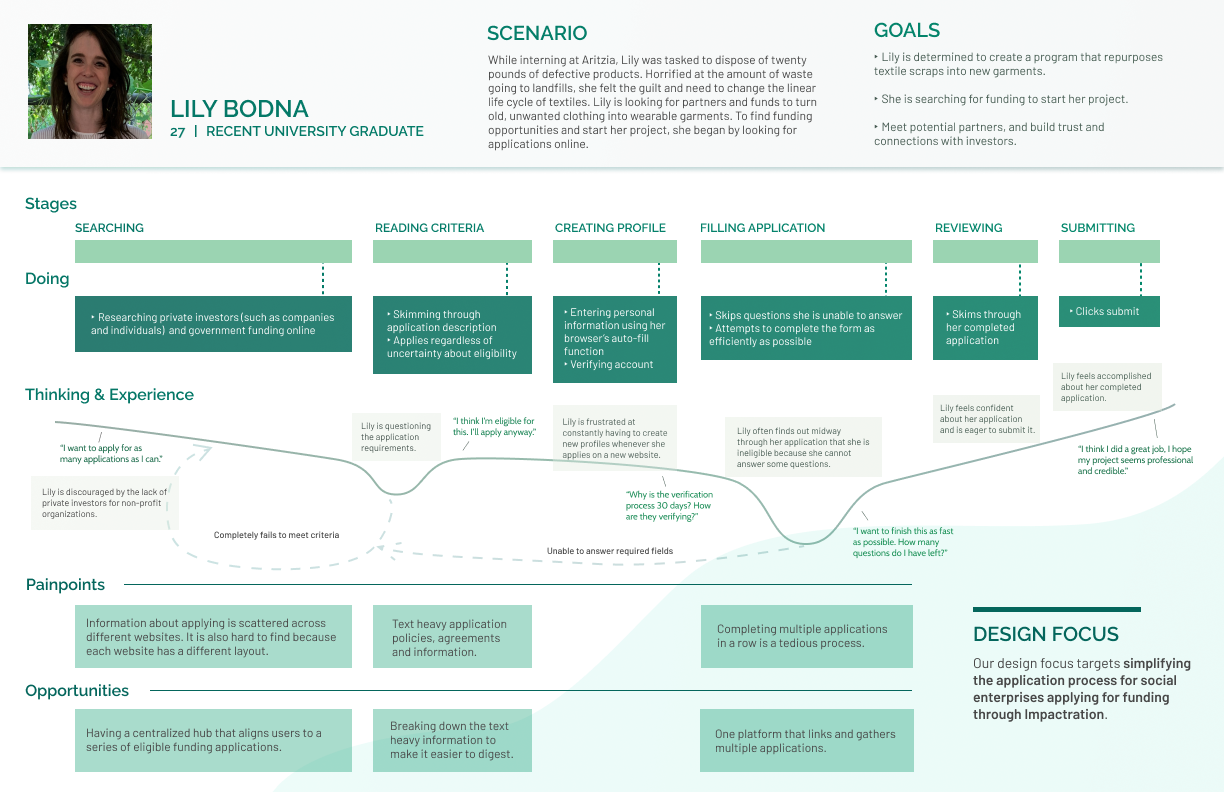 LILY BODNA
27 | RECENT UNIVERSITY GRADUATE
SCENARIO
While interning at Aritzia, Lily was tasked to dispose of twenty
pounds of defective products. Horrified at the amount of waste
going to landfills, she felt the guilt and need to change the linear
life cycle of textiles. Lily is looking for partners and funds to turn
old, unwanted clothing into wearable garments. To find funding
opportunities and start her project, she began by looking for
applications online.
GOALS
‣ Lily is determined to create a program that repurposes
textile scraps into new garments.
‣ She is searching for funding to start her project.
‣ Meet potential partners, and build trust and
connections with investors.
Stages
SEARCHING
READING CRITERIA
CREATING PROFILE
FILLING APPLICATION
REVIEWING
SUBMITTING
Doing
‣ Researching private investors (such as companies
and individuals) and government funding online
‣ Skimming through
application description
‣ Applies regardless of
uncertainty about eligibility
‣ Entering personal
information using her
browser's auto-fill
function
‣ Verifying account
‣ Skips questions she is unable to answer
‣ Attempts to complete the form as
efficiently as possible
‣ Skims through
her completed
application
‣ Clicks submit
Thinking & Experience
"I want to apply for as
many applications as I can."
Lily is discouraged by the lack of
private investors for non-profit
organizations.
Completely fails to meet criteria
Lily is questioning
the application
requirements.
"I think I'm eligible for
this. I'll apply anyway."
Lily is frustrated at
constantly having to create
new profiles whenever she
applies on a new website.
"Why is the verification
process 30 days? How
are they verifying?"
Unable to answer required fields
Lily often finds out midway
through her application that she is
ineligible because she cannot
answer some questions.
"I want to finish this as fast
as possible. How many
questions do I have left?"
Lily feels confident
about her application
and is eager to submit it.
Lily feels accomplished
about her completed
application.
"I think I did a great job, I hope
my project seems professional
and credible."
Painpoints
Information about applying is scattered across
different websites. It is also hard to find because
each website has a different layout.
Text heavy application
policies, agreements
and information.
Completing multiple applications
in a row is a tedious process.
Opportunities
Having a centralized hub that aligns users to a
series of eligible funding applications.
Breaking down the text
heavy information to
make it easier to digest.
One platform that links and gathers
multiple applications.
DESIGN FOCUS
Our design focus targets simplifying
the application process for social
enterprises applying for funding
through Impactration.